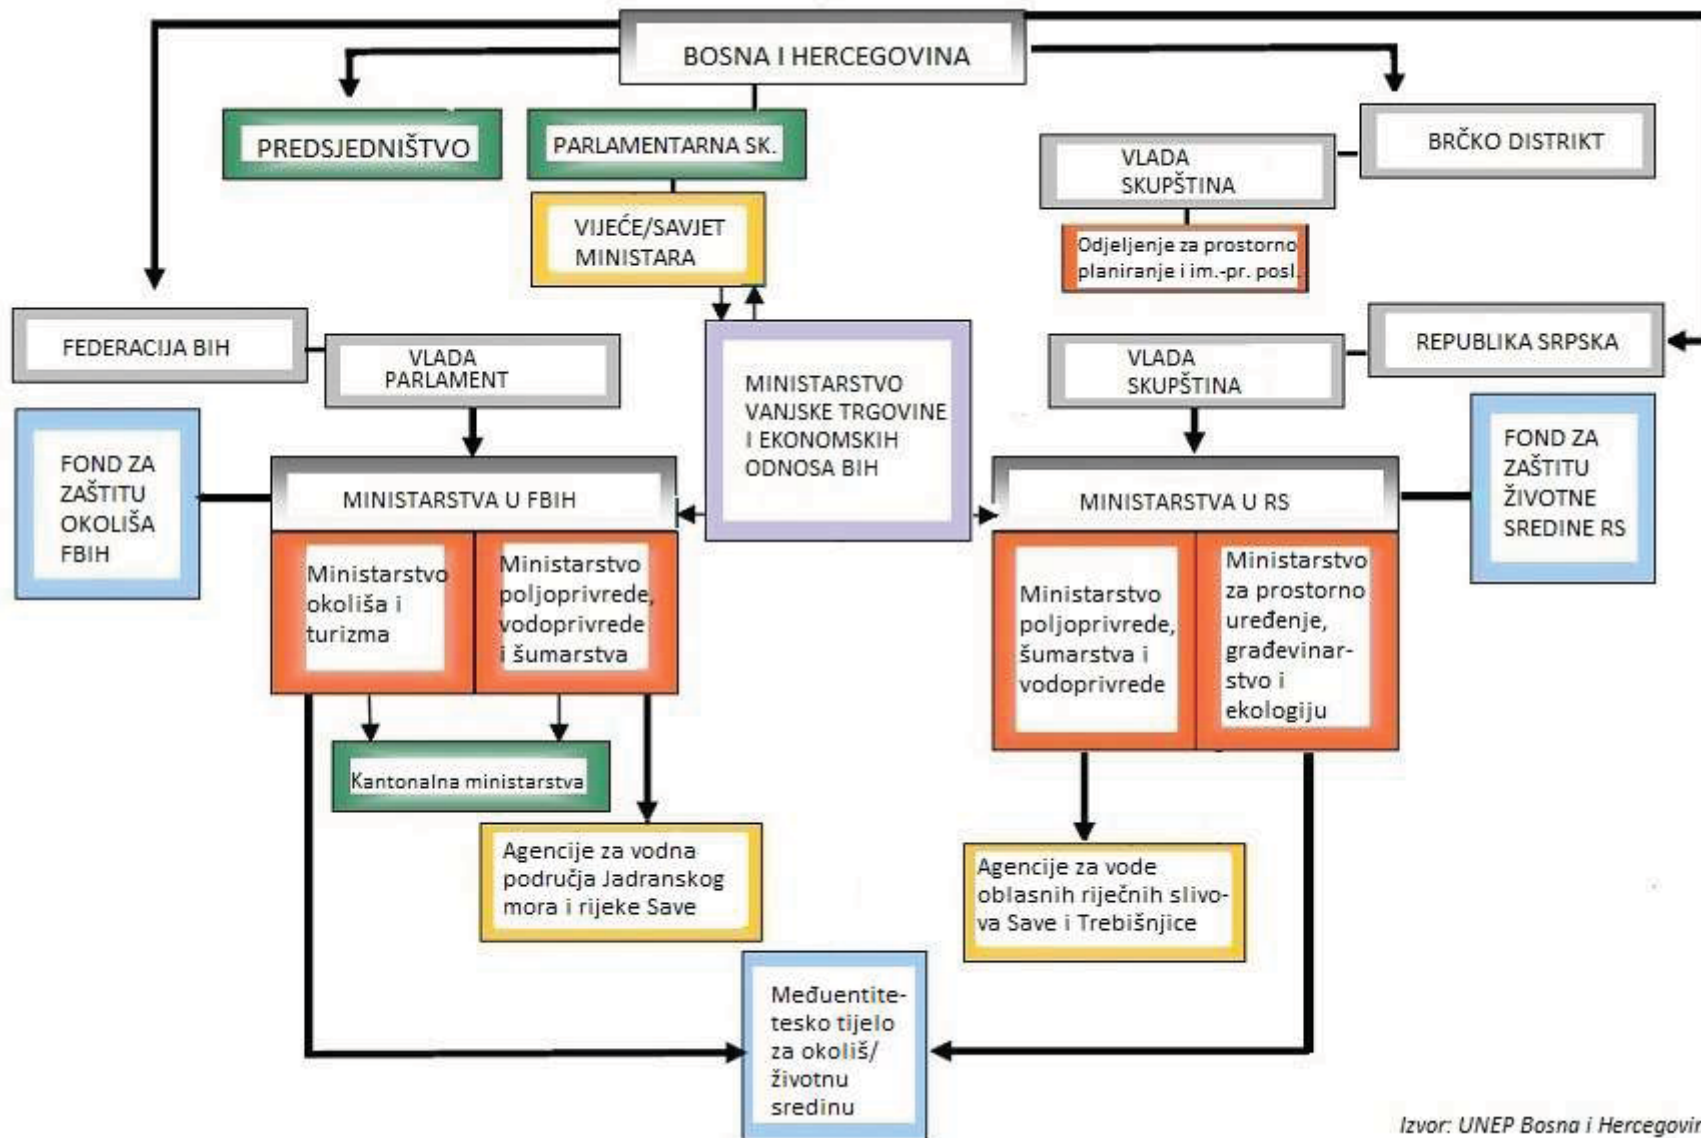 BOSNA I HERCEGOVINA
PREDSJEDNIŠTVO
PARLAMENTARNA SK.
VLADA
SKUPŠTINA
BRČKO DISTRIKT
VIJEĆE/SAVJET
MINISTARA
Odjeljenje za prostorno
planiranje i im.-pr. posl.
FEDERACIJA BIH
VLADA
PARLAMENT
MINISTARSTVO
VANJSKE TRGOVINE
I EKONOMSKIH
ODNOSA BIH
VLADA
SKUPŠTINA
REPUBLIKA SRPSKA
FOND ZA
ZAŠTITU
OKOLIŠA
FBIH
MINISTARSTVA U FBIH
MINISTARSTVA U RS
FOND ZA
ZAŠTITU
ŽIVOTNE
SREDINE RS
Ministarstvo
okoliša i
turizma
Ministarstvo
poljoprivrede,
vodoprivrede
i šumarstva
Ministarstvo
poljoprivrede,
šumarstva i
vodoprivrede
Ministarstvo
za prostorno
uređenje,
građevinar-
stvo i
ekologiju
Kantonalna ministarstva
Agencije za vodna
područja Jadranskog
mora i rijeke Save
Agencije za vode
oblasnih riječnih slivo-
va Save i Trebišnjice
Međuentite-
tesko tijelo
za okoliš/
životnu
sredinu
Izvor: UNEP Bosna i Hercegovin